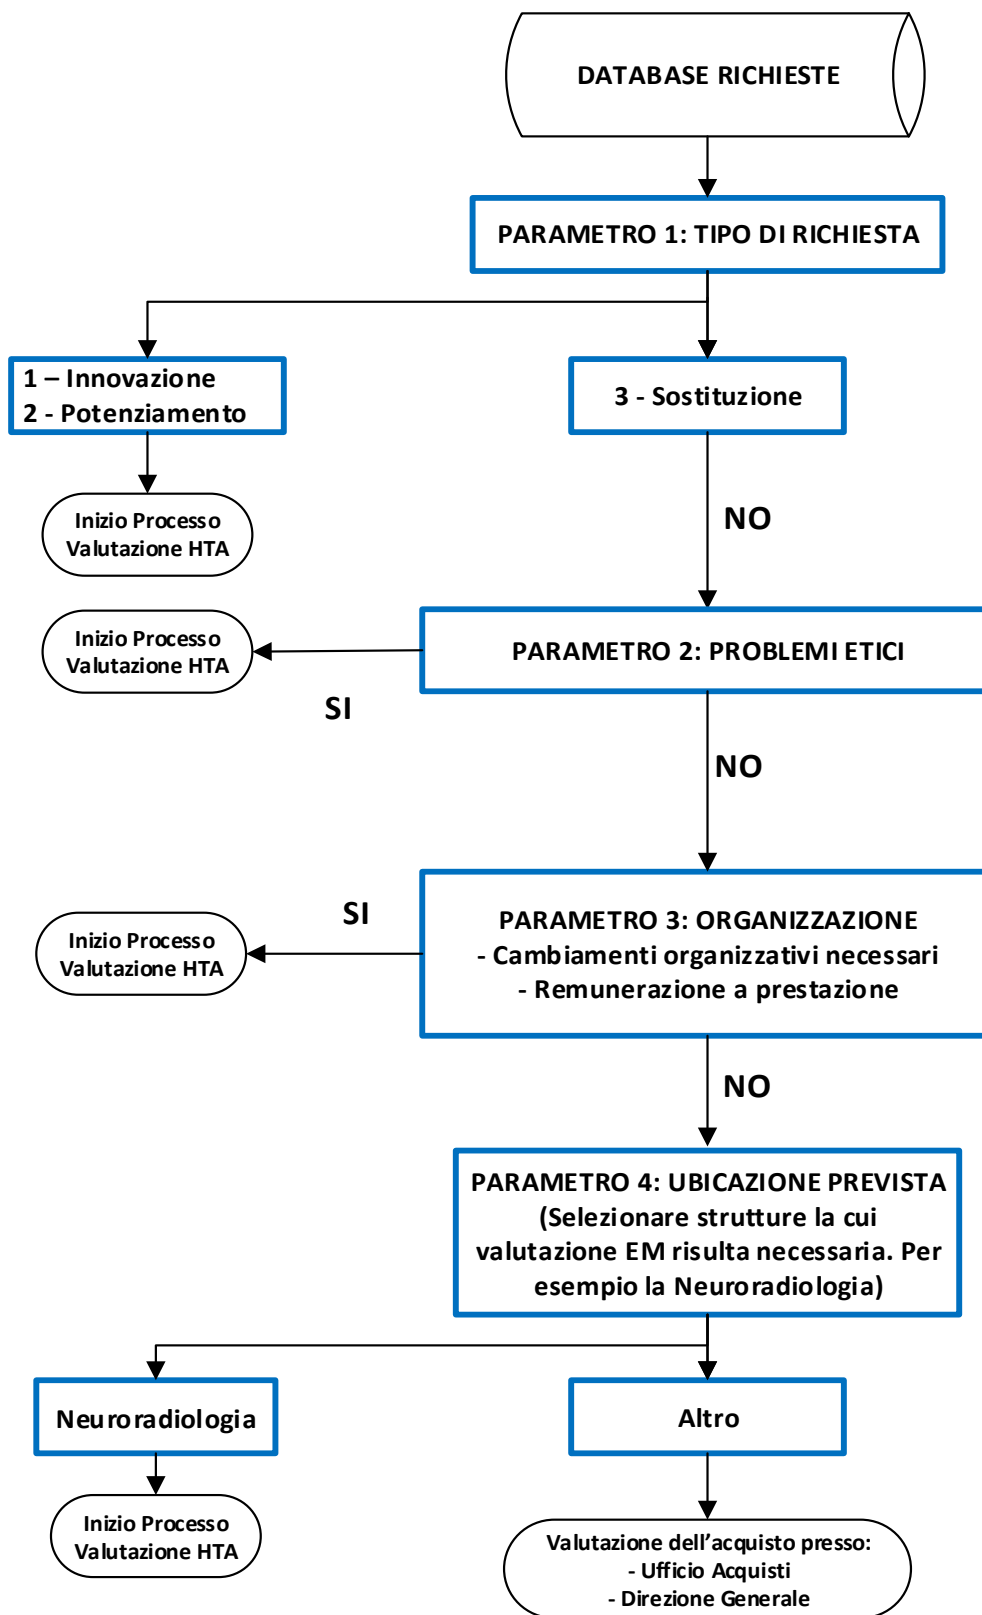 DATABASE RICHIESTE
PARAMETRO 1: TIPO DI RICHIESTA
1 – Innovazione
2 - Potenziamento
3 - Sostituzione
Inizio Processo
Valutazione HTA
NO
Inizio Processo
Valutazione HTA
PARAMETRO 2: PROBLEMI ETICI
SI
NO
SI
Inizio Processo
Valutazione HTA
PARAMETRO 3: ORGANIZZAZIONE
- Cambiamenti organizzativi necessari
- Remunerazione a prestazione
NO
PARAMETRO 4: UBICAZIONE PREVISTA
(Selezionare strutture la cui
valutazione EM risulta necessaria. Per
esempio la Neuroradiologia)
Neuroradiologia
Altro
Inizio Processo
Valutazione HTA
Valutazione dell’acquisto presso:
- Ufficio Acquisti
- Direzione Generale